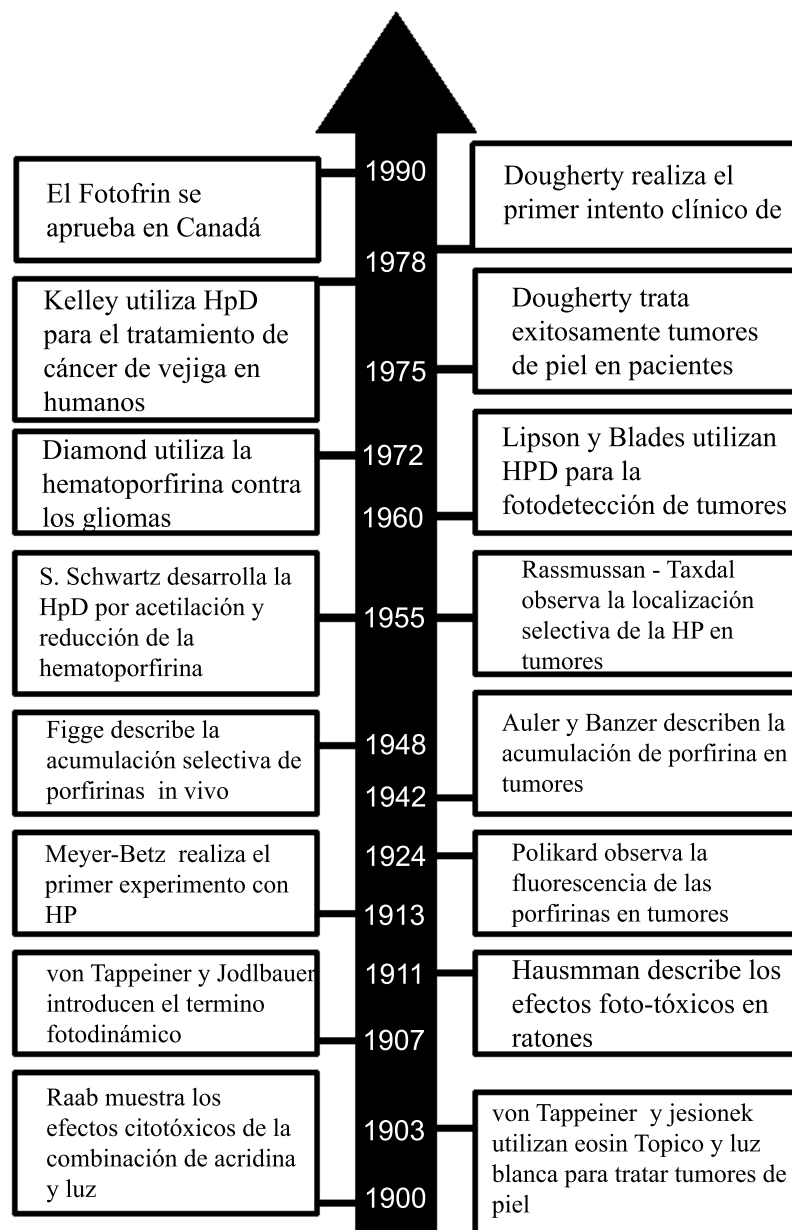 1990
El Fotofrin se
aprueba en Canadá
Dougherty realiza el
primer intento clínico de
1978
Kelley utiliza HpD
para el tratamiento de
cáncer de vejiga en
humanos
Dougherty trata
exitosamente tumores
de piel en pacientes
1975
Diamond utiliza la
hematoporfirina contra
los gliomas
1972
Lipson y Blades utilizan
HPD para la
fotodetección de tumores
1960
S. Schwartz desarrolla la
HpD por acetilación y
reducción de la
hematoporfirina
1955
Rassmussan - Taxdal
observa la localización
selectiva de la HP en
tumores
Figge describe la
acumulación selectiva de
porfirinas in vivo
1948
Auler y Banzer describen la
acumulación de porfirina en
tumores
1942
Meyer-Betz realiza el
primer experimento con
HP
1924
Polikard observa la
fluorescencia de las
porfirinas en tumores
1913
von Tappeiner y Jodlbauer
introducen el termino
fotodinámico
1911
Hausmman describe los
efectos foto-tóxicos en
ratones
1907
Raab muestra los
efectos citotóxicos de la
combinación de acridina
y luz
1903
von Tappeiner y jesionek
utilizan eosin Topico y luz
blanca para tratar tumores de
piel
1900